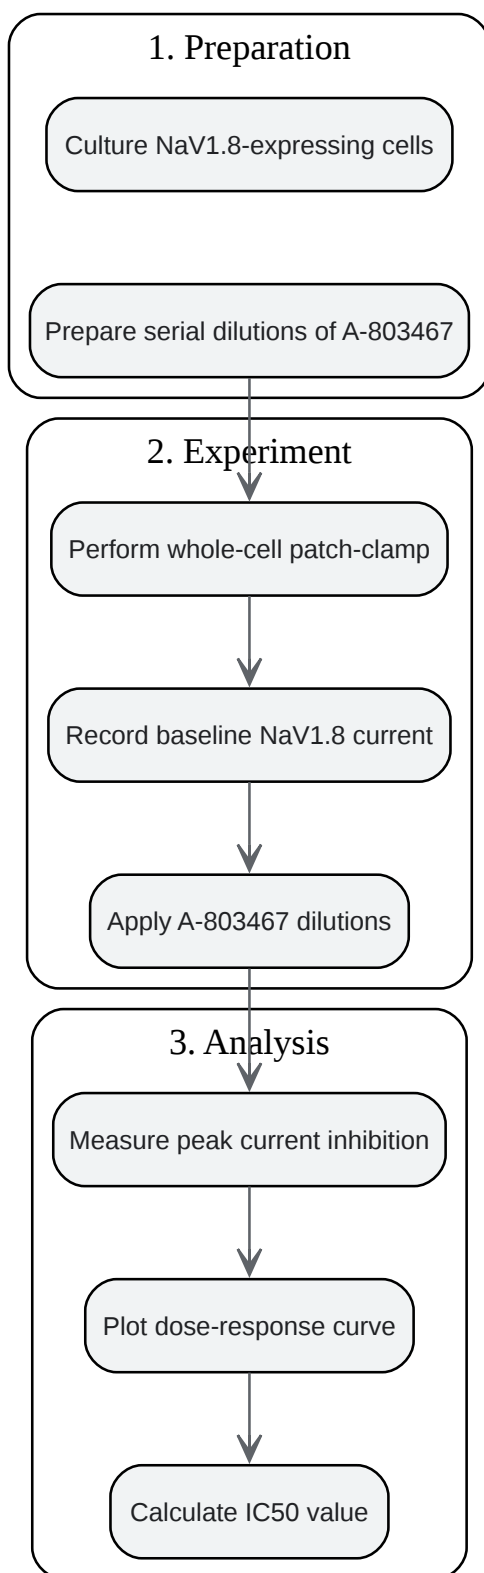 1. Preparation
Culture NaV1.8-expressing cells
Prepare serial dilutions of A-803467
2. Experiment
Perform whole-cell patch-clamp
Record baseline NaV1.8 current
Apply A-803467 dilutions
3. Analysis
Measure peak current inhibition
Plot dose-response curve
Calculate IC50 value